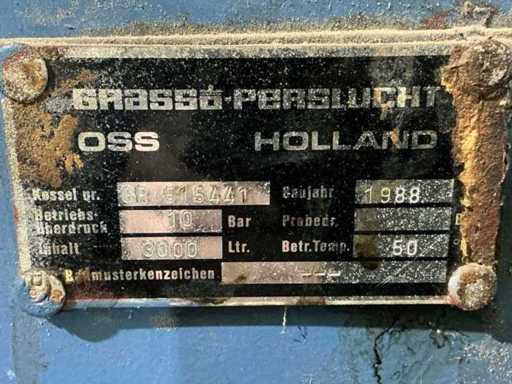 GRASSO-PERSLUCHT
OSS HOLLAND
Kessel nr. GR 515441 Baujahr 1988
Betriebs- 10 Bar Probedr.
überdruck
Inhalt 3000 Ltr. Betr.Temp. 50
Baumusterkenzeichen ---